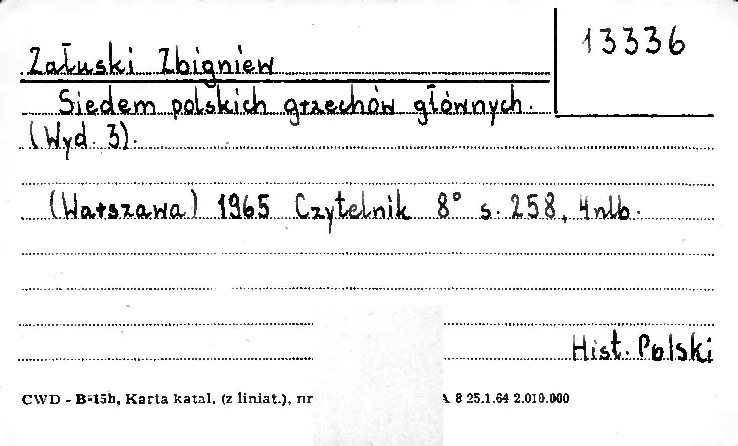 13336
Załuski Zbigniew
Siedem polskich grzechów głównych.
(Wyd. 3).
(Warszawa) 1965 Czytelnik 8° s. 258, 4nlb.
Hist. Polski
CWD - B-15h, Karta katal. (z liniat.), nr A 8 25.1.64 2.010.000